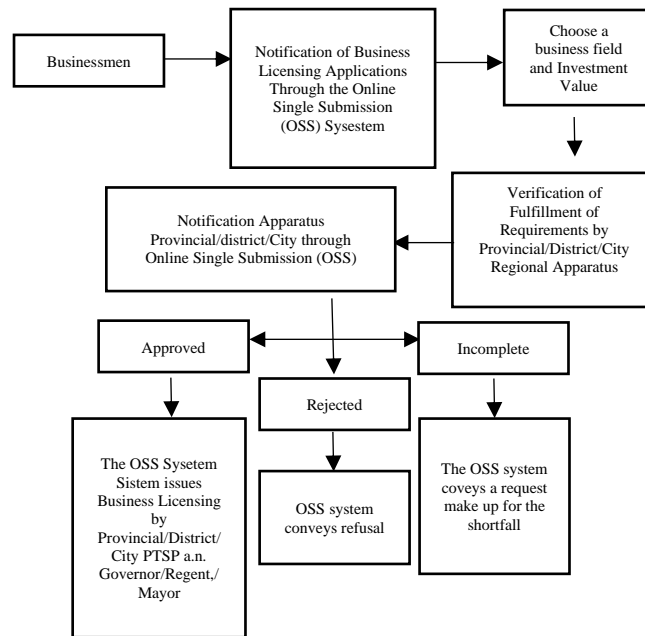 Businessmen
Notification of Business
Licensing Applications
Through the Online
Single Submission
(OSS) Sysestem
Choose a
business field
and Investment
Value
Verification of
Fulfillment of
Requirements by
Provincial/District/City
Regional Apparatus
Notification Apparatus
Provincial/district/City through
Online Single Submission (OSS)
Approved
Rejected
Incomplete
The OSS Sysetem
Sistem issues
Business Licensing
by
Provincial/District/
City PTSP a.n.
Governor/Regent,/
Mayor
OSS system
conveys refusal
The OSS system
coveys a request
make up for the
shortfall